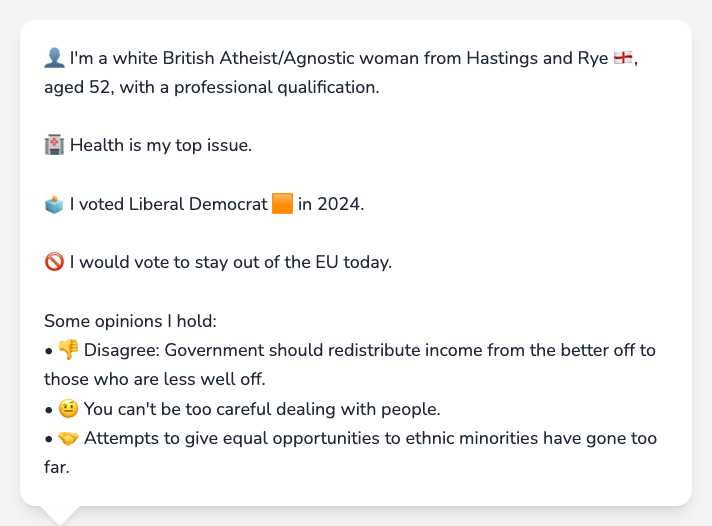 👤 I'm a white British Atheist/Agnostic woman from Hastings and Rye 🏴󠁧󠁢󠁥󠁮󠁧󠁿,
aged 52, with a professional qualification.
🏥 Health is my top issue.
🗳️ I voted Liberal Democrat 🟧 in 2024.
🚫 I would vote to stay out of the EU today.
Some opinions I hold:
• 👎 Disagree: Government should redistribute income from the better off to
those who are less well off.
• 🤨 You can't be too careful dealing with people.
• 🤝 Attempts to give equal opportunities to ethnic minorities have gone too
far.